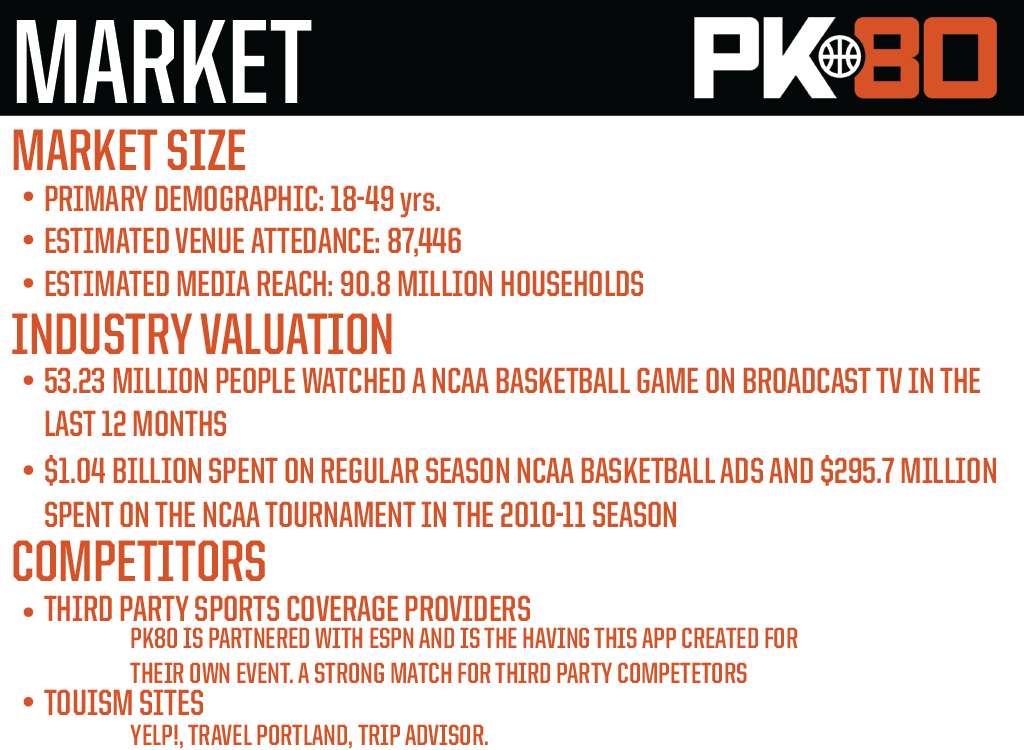 MARKET
PK80
MARKET SIZE
• PRIMARY DEMOGRAPHIC: 18-49 yrs.
• ESTIMATED VENUE ATTEDANCE: 87,446
• ESTIMATED MEDIA REACH: 90.8 MILLION HOUSEHOLDS
INDUSTRY VALUATION
• 53.23 MILLION PEOPLE WATCHED A NCAA BASKETBALL GAME ON BROADCAST TV IN THE
LAST 12 MONTHS
• $1.04 BILLION SPENT ON REGULAR SEASON NCAA BASKETBALL ADS AND $295.7 MILLION
SPENT ON THE NCAA TOURNAMENT IN THE 2010-11 SEASON
COMPETITORS
• THIRD PARTY SPORTS COVERAGE PROVIDERS
PK80 IS PARTNERED WITH ESPN AND IS THE HAVING THIS APP CREATED FOR
THEIR OWN EVENT. A STRONG MATCH FOR THIRD PARTY COMPETETORS
• TOUISM SITES
YELP!, TRAVEL PORTLAND, TRIP ADVISOR.